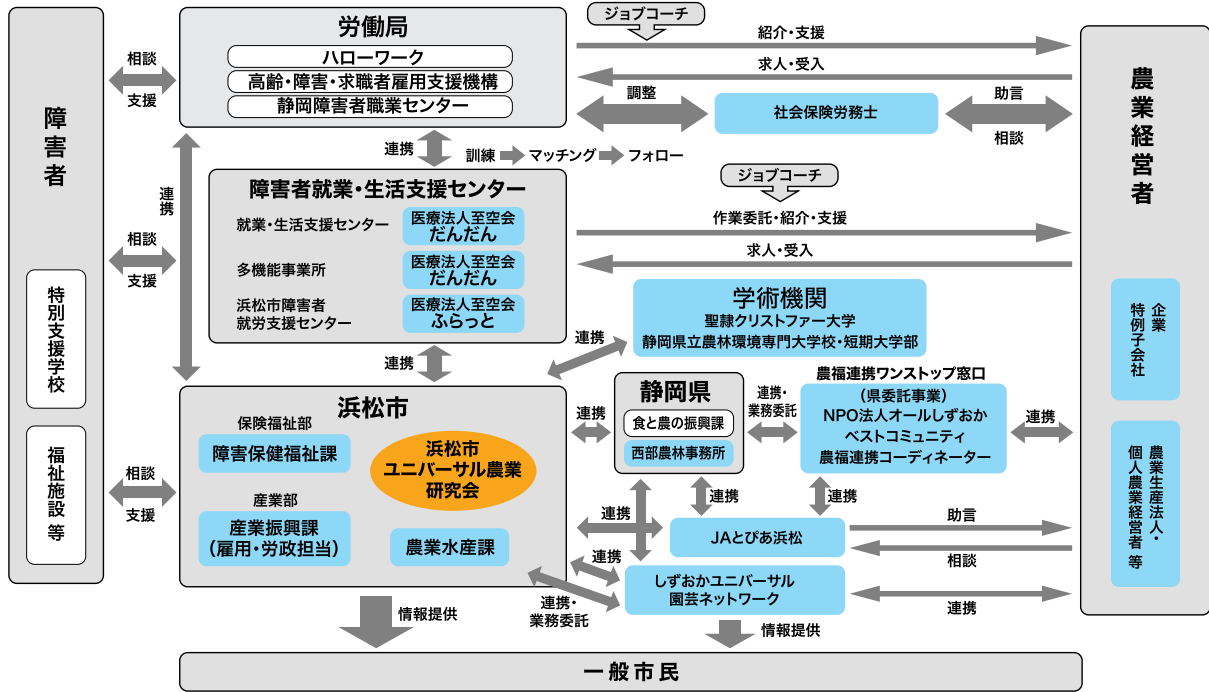 障害者
特別支援学校
福祉施設 等
相談
支援
相談
支援
相談
支援
労働局
ハローワーク
高齢・障害・求職者雇用支援機構
静岡障害者職業センター
ジョブコーチ
紹介・支援
求人・受入
調整
社会保険労務士
助言
相談
連携
連携
訓練
マッチング
フォロー
障害者就業・生活支援センター
就業・生活支援センター
医療法人至空会
だんだん
多機能事業所
医療法人至空会
だんだん
浜松市障害者
就労支援センター
医療法人至空会
ふらっと
ジョブコーチ
作業委託・紹介・支援
求人・受入
学術機関
聖隷クリストファー大学
静岡県立農林環境専門大学校・短期大学部
連携
連携
浜松市
保険福祉部
障害保健福祉課
浜松市
ユニバーサル農業
研究会
産業部
産業振興課
（雇用・労政担当）
農業水産課
連携
静岡県
食と農の振興課
西部農林事務所
連携・
業務委託
農福連携ワンストップ窓口
（県委託事業）
NPO法人オールしずおか
ベストコミュニティ
農福連携コーディネーター
連携
連携
連携
連携
JAとぴあ浜松
助言
相談
連携
しずおかユニバーサル
園芸ネットワーク
連携
連携・
業務委託
情報提供
情報提供
一般市民
農業経営者
企業
特例子会社
農業生産法人・
個人農業経営者 等